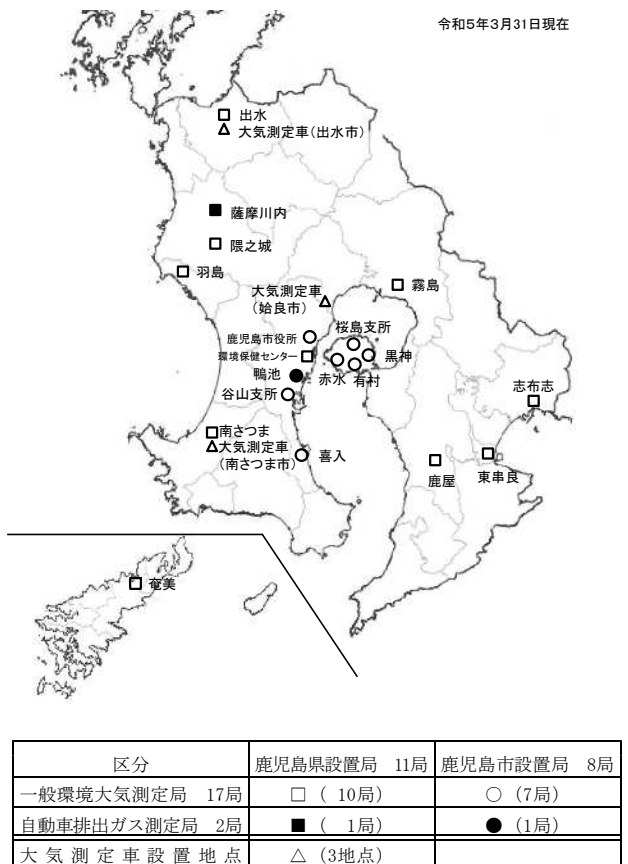 令和5年3月31日現在
出水
大気測定車(出水市)
薩摩川内
隈之城
羽島
霧島
大気測定車
(姶良市)
桜島支所
鹿児島市役所
環境保健センター
黒神
鴨池
赤水
有村
谷山支所
志布志
南さつま
大気測定車
(南さつま市)
喜入
鹿屋
東串良
奄美
区分 鹿児島県設置局 11局 鹿児島市設置局 8局
一般環境大気測定局 17局 □ ( 10局) ○ (7局)
自動車排出ガス測定局 2局 ■ ( 1局) ● (1局)
大気測定車設置地点 △ (3地点)